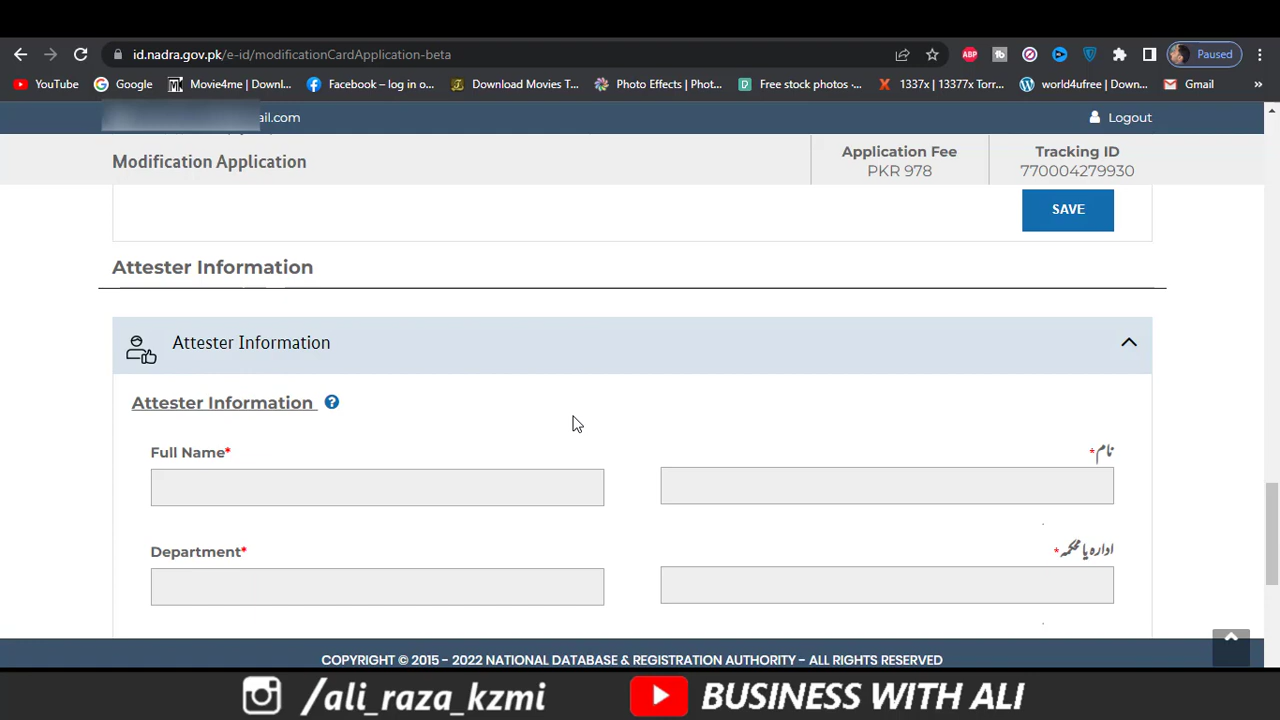 id.nadra.gov.pk/e-id/modificationCardApplication-beta
ABP
Paused
YouTube
Google
Movie4me | Downl...
Facebook – log in o...
Download Movies T...
Photo Effects | Phot...
Free stock photos ·...
1337x | 13377x Torr...
world4ufree | Down...
Gmail
»
ail.com
Logout
Modification Application
Application Fee
PKR 978
Tracking ID
770004279930
SAVE
Attester Information
Attester Information
Attester Information ?
Full Name*
نام*
Department*
ادارہ یا محکمہ*
COPYRIGHT © 2015 - 2022 NATIONAL DATABASE & REGISTRATION AUTHORITY - ALL RIGHTS RESERVED
/ali_raza_kzmi
BUSINESS WITH ALI